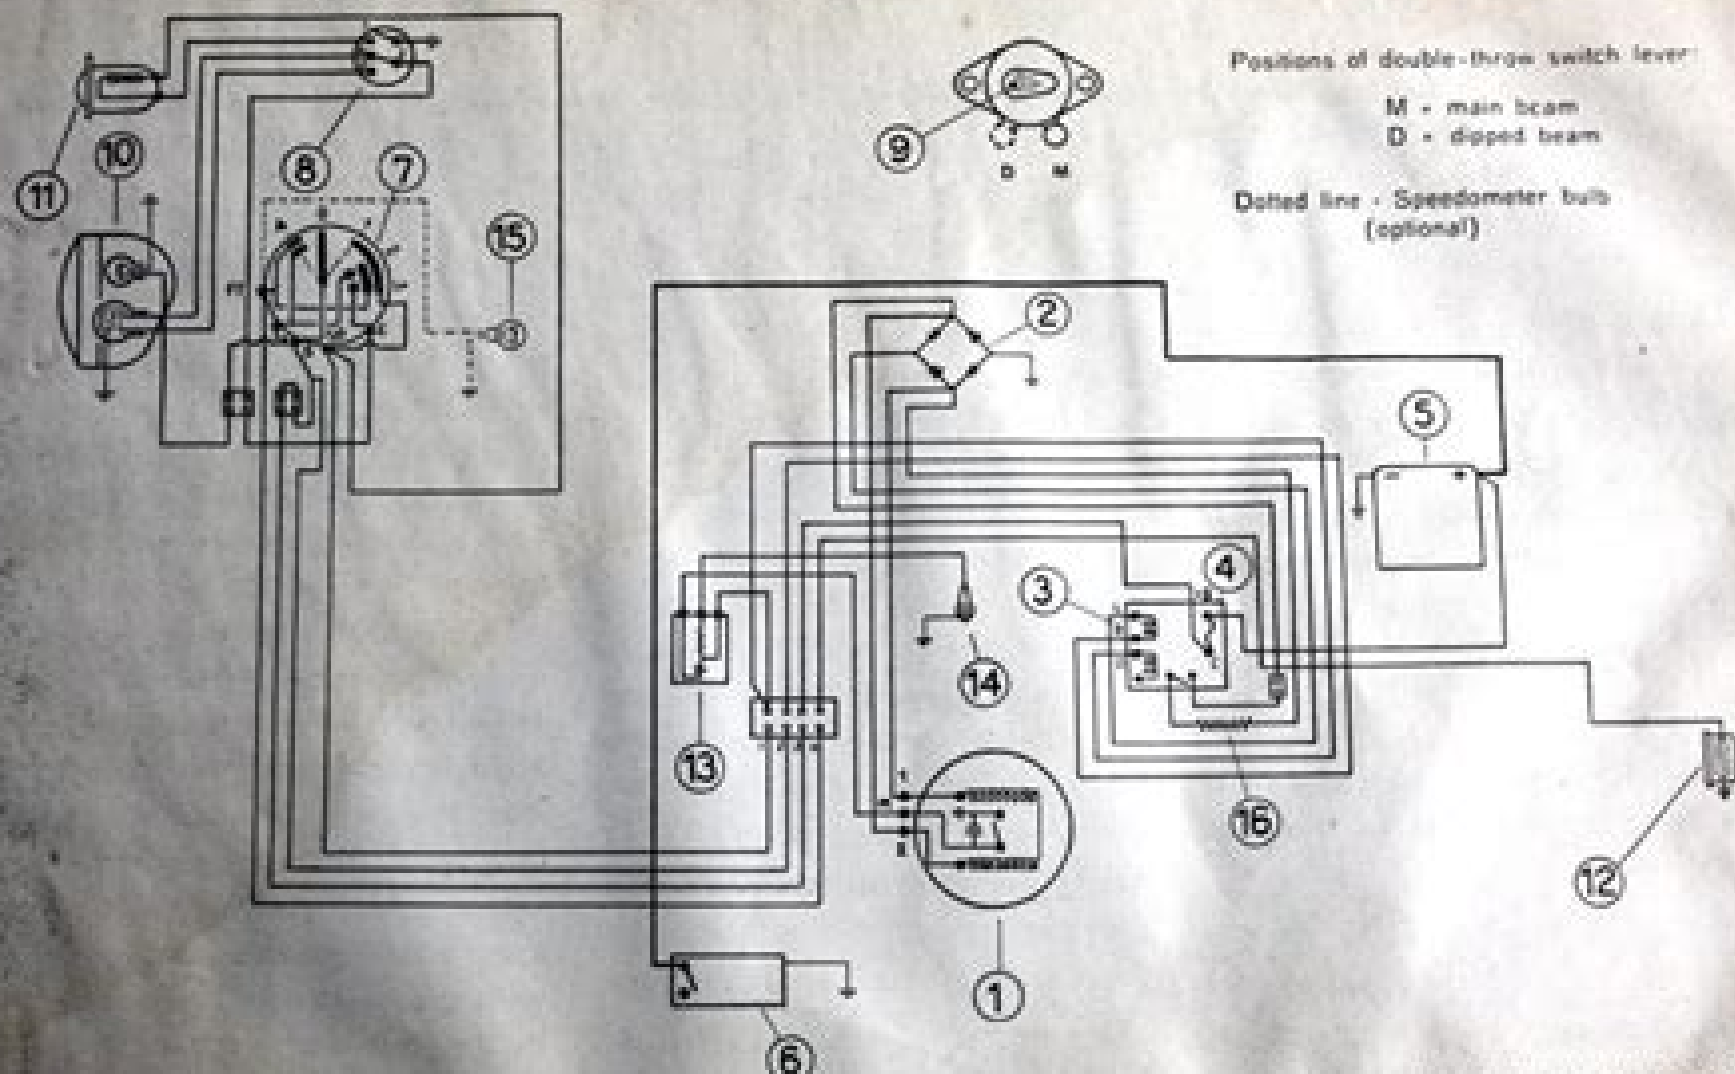 8
11
10
7
15
9
D M
Positions of double-throw switch lever:
M - main beam
D - dipped beam
Dotted line - Speedometer bulb
(optional)
2
5
3
4
14
13
16
12
1
6